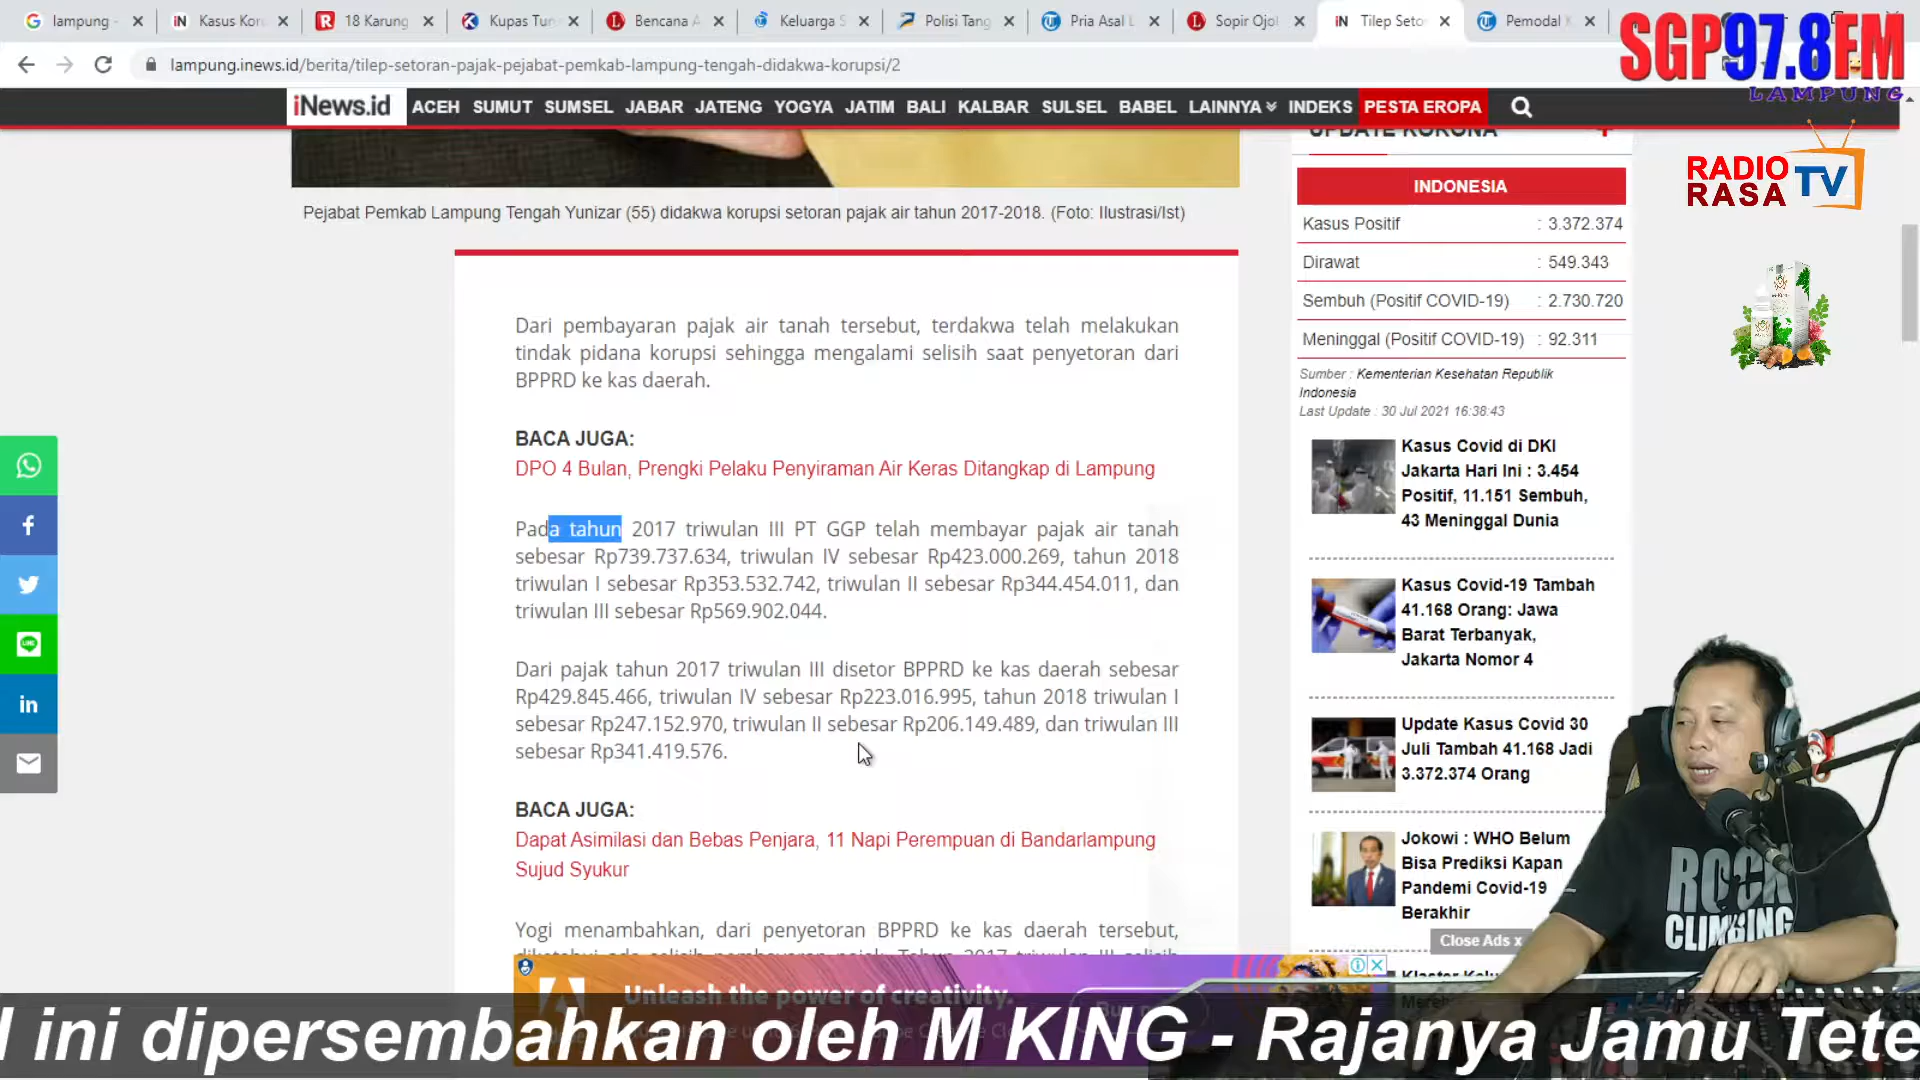 lampung -
Kasus Kor
18 Karung
Kupas Tun
Bencana A
Keluarga S
Polisi Tang
Pria Asal L
Sopir Ojol
Tilep Seto
Pemodal
lampung.inews.id/berita/tilep-setoran-pajak-pejabat-pemkab-lampung-tengah-didakwa-korupsi/2
SGP97.8FM
LAMPUNG
iNews.id ACEH SUMUT SUMSEL JABAR JATENG YOGYA JATIM BALI KALBAR SULSEL BABEL LAINNYA INDEKS PESTA EROPA
RADIO
RASA
TV
Pejabat Pemkab Lampung Tengah Yunizar (55) didakwa korupsi setoran pajak air tahun 2017-2018. (Foto: Ilustrasi/Ist)
Dari pembayaran pajak air tanah tersebut, terdakwa telah melakukan
tindak pidana korupsi sehingga mengalami selisih saat penyetoran dari
BPPRD ke kas daerah.
BACA JUGA:
DPO 4 Bulan, Prengki Pelaku Penyiraman Air Keras Ditangkap di Lampung
Pada tahun 2017 triwulan III PT GGP telah membayar pajak air tanah
sebesar Rp739.737.634, triwulan IV sebesar Rp423.000.269, tahun 2018
triwulan I sebesar Rp353.532.742, triwulan II sebesar Rp344.454.011, dan
triwulan III sebesar Rp569.902.044.
Dari pajak tahun 2017 triwulan III disetor BPPRD ke kas daerah sebesar
Rp429.845.466, triwulan IV sebesar Rp223.016.995, tahun 2018 triwulan I
sebesar Rp247.152.970, triwulan II sebesar Rp206.149.489, dan triwulan III
sebesar Rp341.419.576.
BACA JUGA:
Dapat Asimilasi dan Bebas Penjara, 11 Napi Perempuan di Bandarlampung
Sujud Syukur
Yogi menambahkan, dari penyetoran BPPRD ke kas daerah tersebut,
UPDATE KORONA +
INDONESIA
Kasus Positif : 3.372.374
Dirawat : 549.343
Sembuh (Positif COVID-19) : 2.730.720
Meninggal (Positif COVID-19) : 92.311
Sumber : Kementerian Kesehatan Republik
Indonesia
Last Update : 30 Jul 2021 16:38:43
Kasus Covid di DKI
Jakarta Hari Ini : 3.454
Positif, 11.151 Sembuh,
43 Meninggal Dunia
Kasus Covid-19 Tambah
41.168 Orang: Jawa
Barat Terbanyak,
Jakarta Nomor 4
Update Kasus Covid 30
Juli Tambah 41.168 Jadi
3.372.374 Orang
Jokowi : WHO Belum
Bisa Prediksi Kapan
Pandemi Covid-19
Berakhir
Close Ads x
Unleash the power of creativity.
ROCK
CLIMBING
ini dipersembahkan oleh M KING - Rajanya Jamu Tete